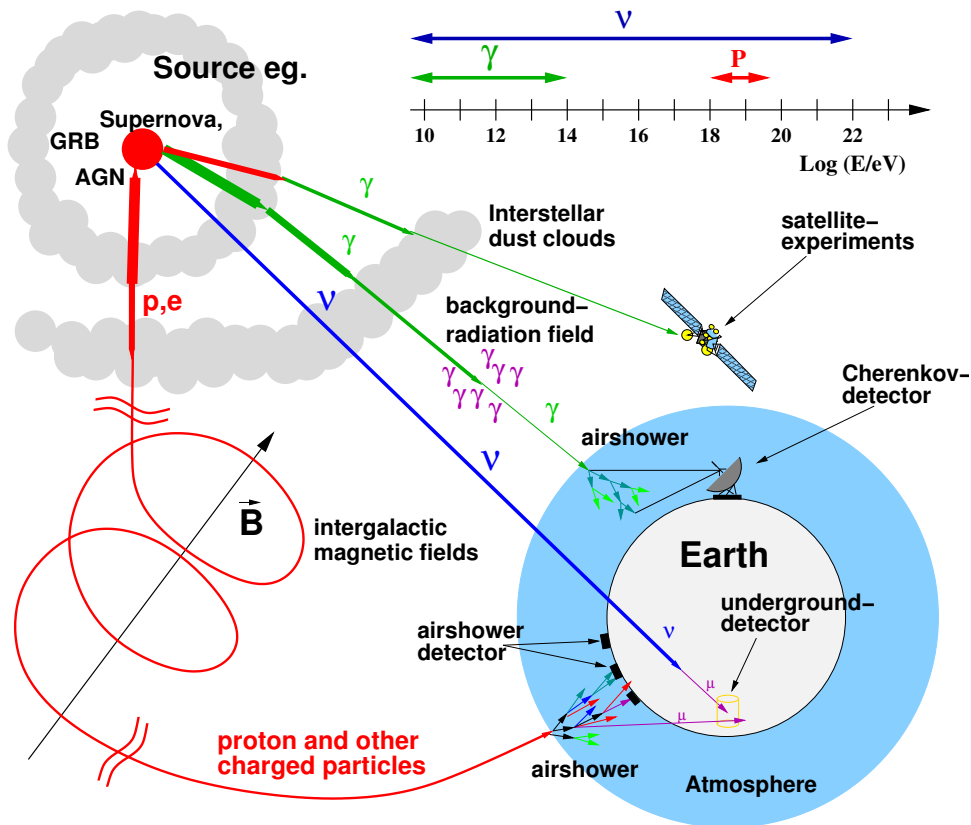 ν
Source eg.
γ
P
Supernova,
GRB
10 12 14 16 18 20 22
Log (E/eV)
AGN
γ
Interstellar
dust clouds
satellite–
experiments
γ
ν
p,e
background–
radiation field
γ
γ γ
γ
γ γ γ
γ
Cherenkov–
detector
airshower
ν
B
intergalactic
magnetic fields
Earth
underground–
detector
airshower
detector
ν
μ
μ
proton and other
charged particles
airshower
Atmosphere